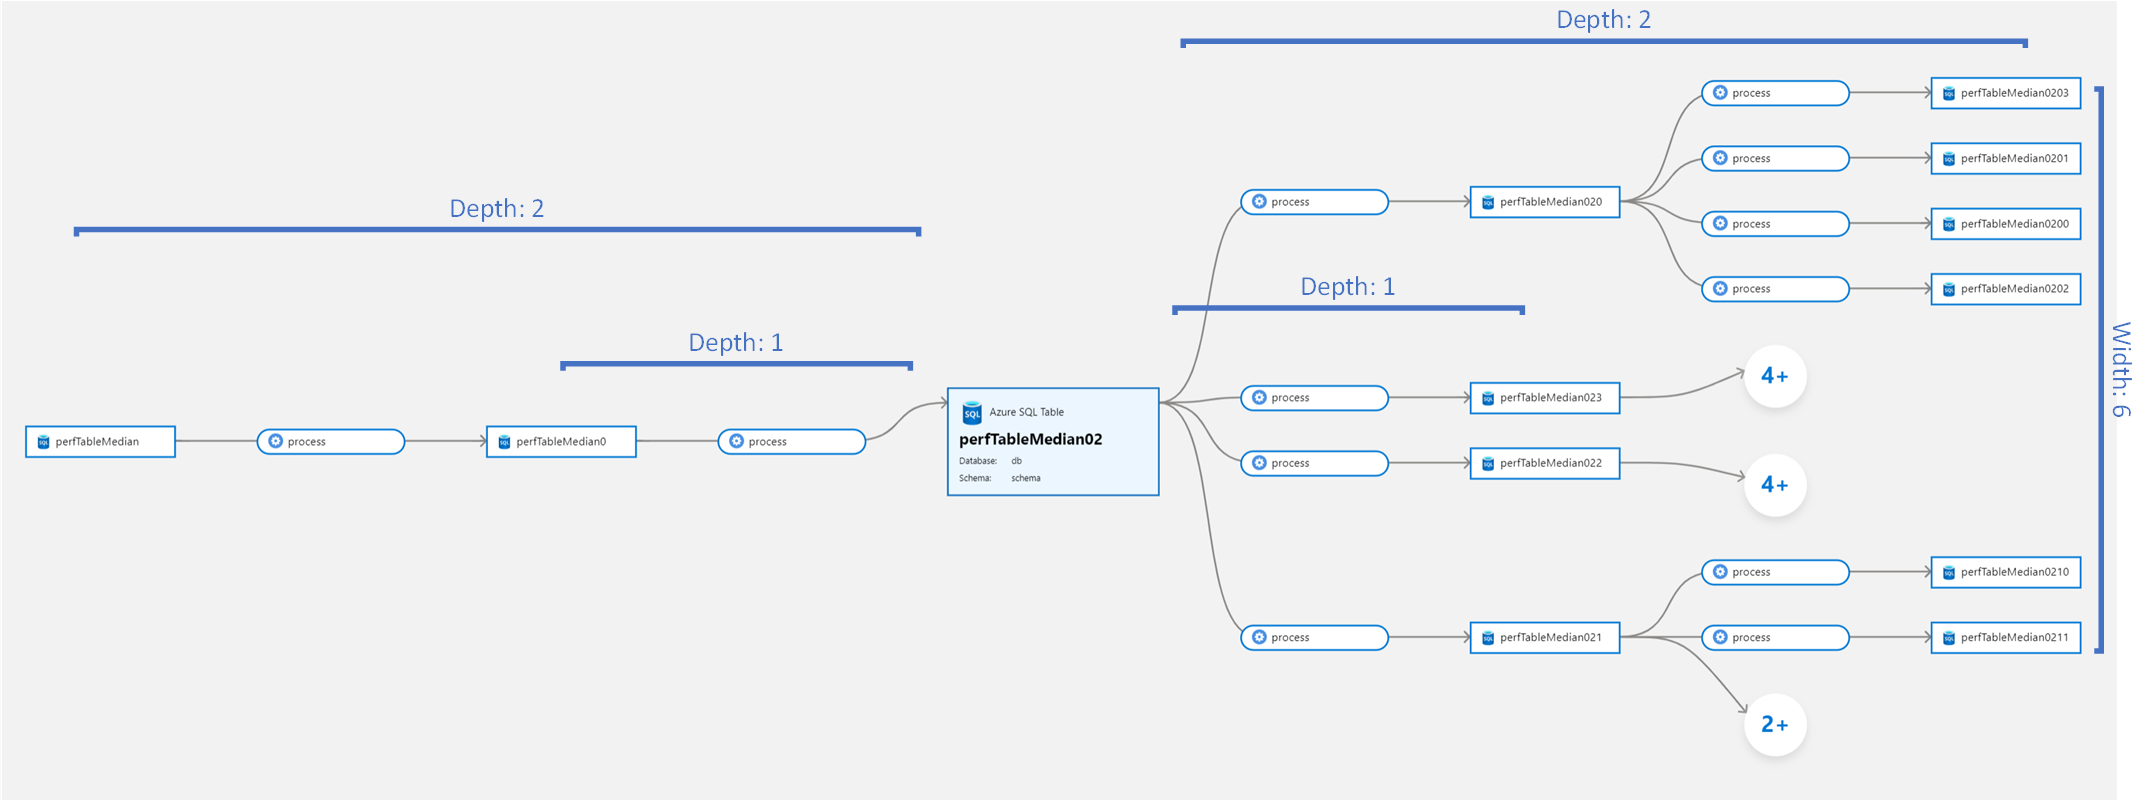 Depth: 2
process
perfTableMedian0203
process
perfTableMedian0201
Depth: 2
process
perfTableMedian020
process
perfTableMedian0200
Depth: 1
process
perfTableMedian0202
Depth: 1
Width: 6
4+
process
perfTableMedian023
SQL
Azure SQL Table
perfTableMedian02
Database: db
Schema: schema
perfTableMedian
process
perfTableMedian0
process
process
perfTableMedian022
4+
process
perfTableMedian0210
process
perfTableMedian021
process
perfTableMedian0211
2+